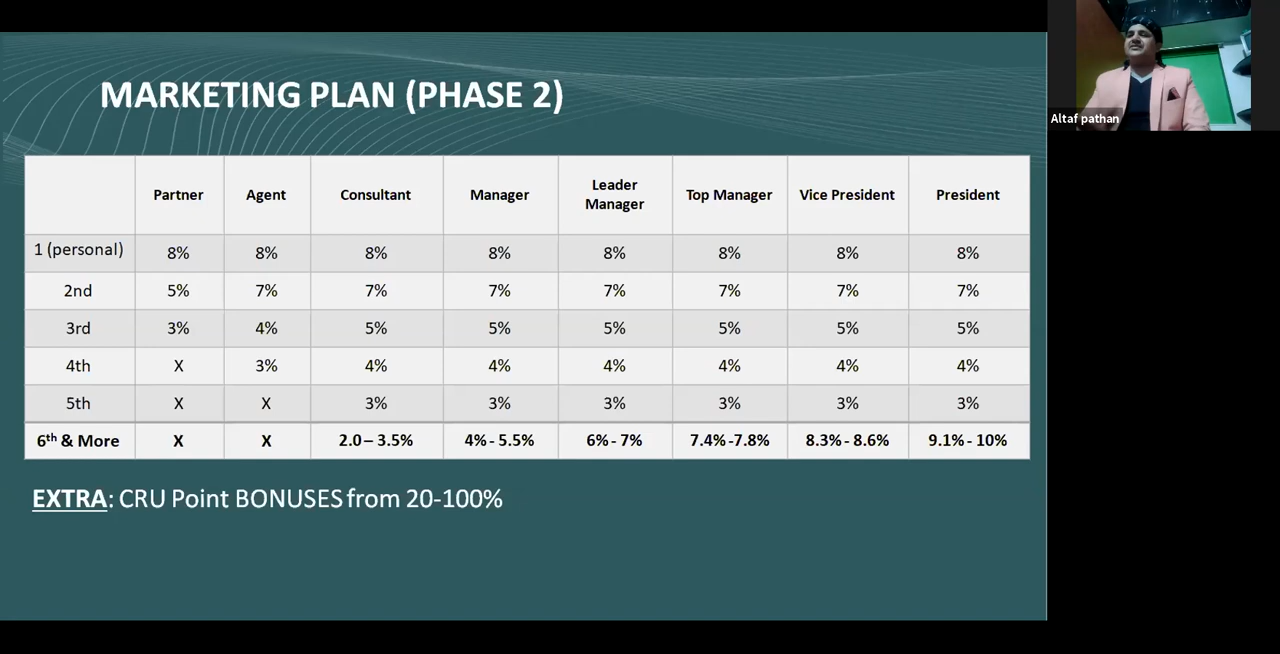 MARKETING PLAN (PHASE 2)
Partner Agent Consultant Manager Leader Manager Top Manager Vice President President
1 (personal) 8% 8% 8% 8% 8% 8% 8% 8%
2nd 5% 7% 7% 7% 7% 7% 7% 7%
3rd 3% 4% 5% 5% 5% 5% 5% 5%
4th X 3% 4% 4% 4% 4% 4% 4%
5th X X 3% 3% 3% 3% 3% 3%
6th & More X X 2.0 – 3.5% 4% - 5.5% 6% - 7% 7.4% -7.8% 8.3% - 8.6% 9.1% - 10%
EXTRA: CRU Point BONUSES from 20-100%
Altaf pathan